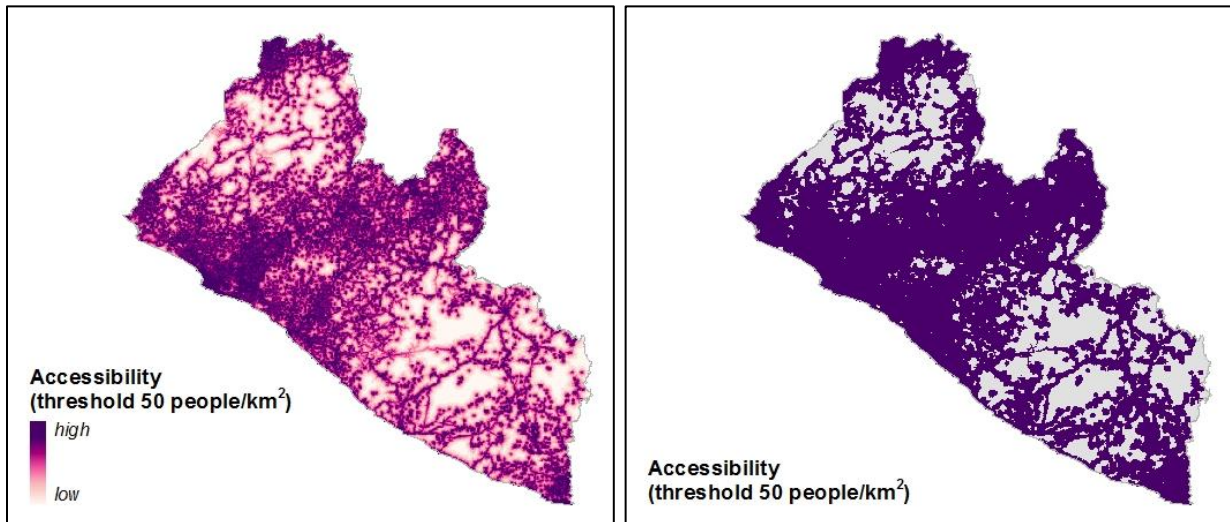 Accessibility
(threshold 50 people/km²)
high
low
Accessibility
(threshold 50 people/km²)